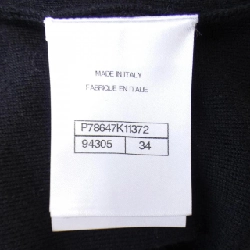 MADE IN ITALY
FABRIQUE EN ITALIE
P78647K11372
94305 34